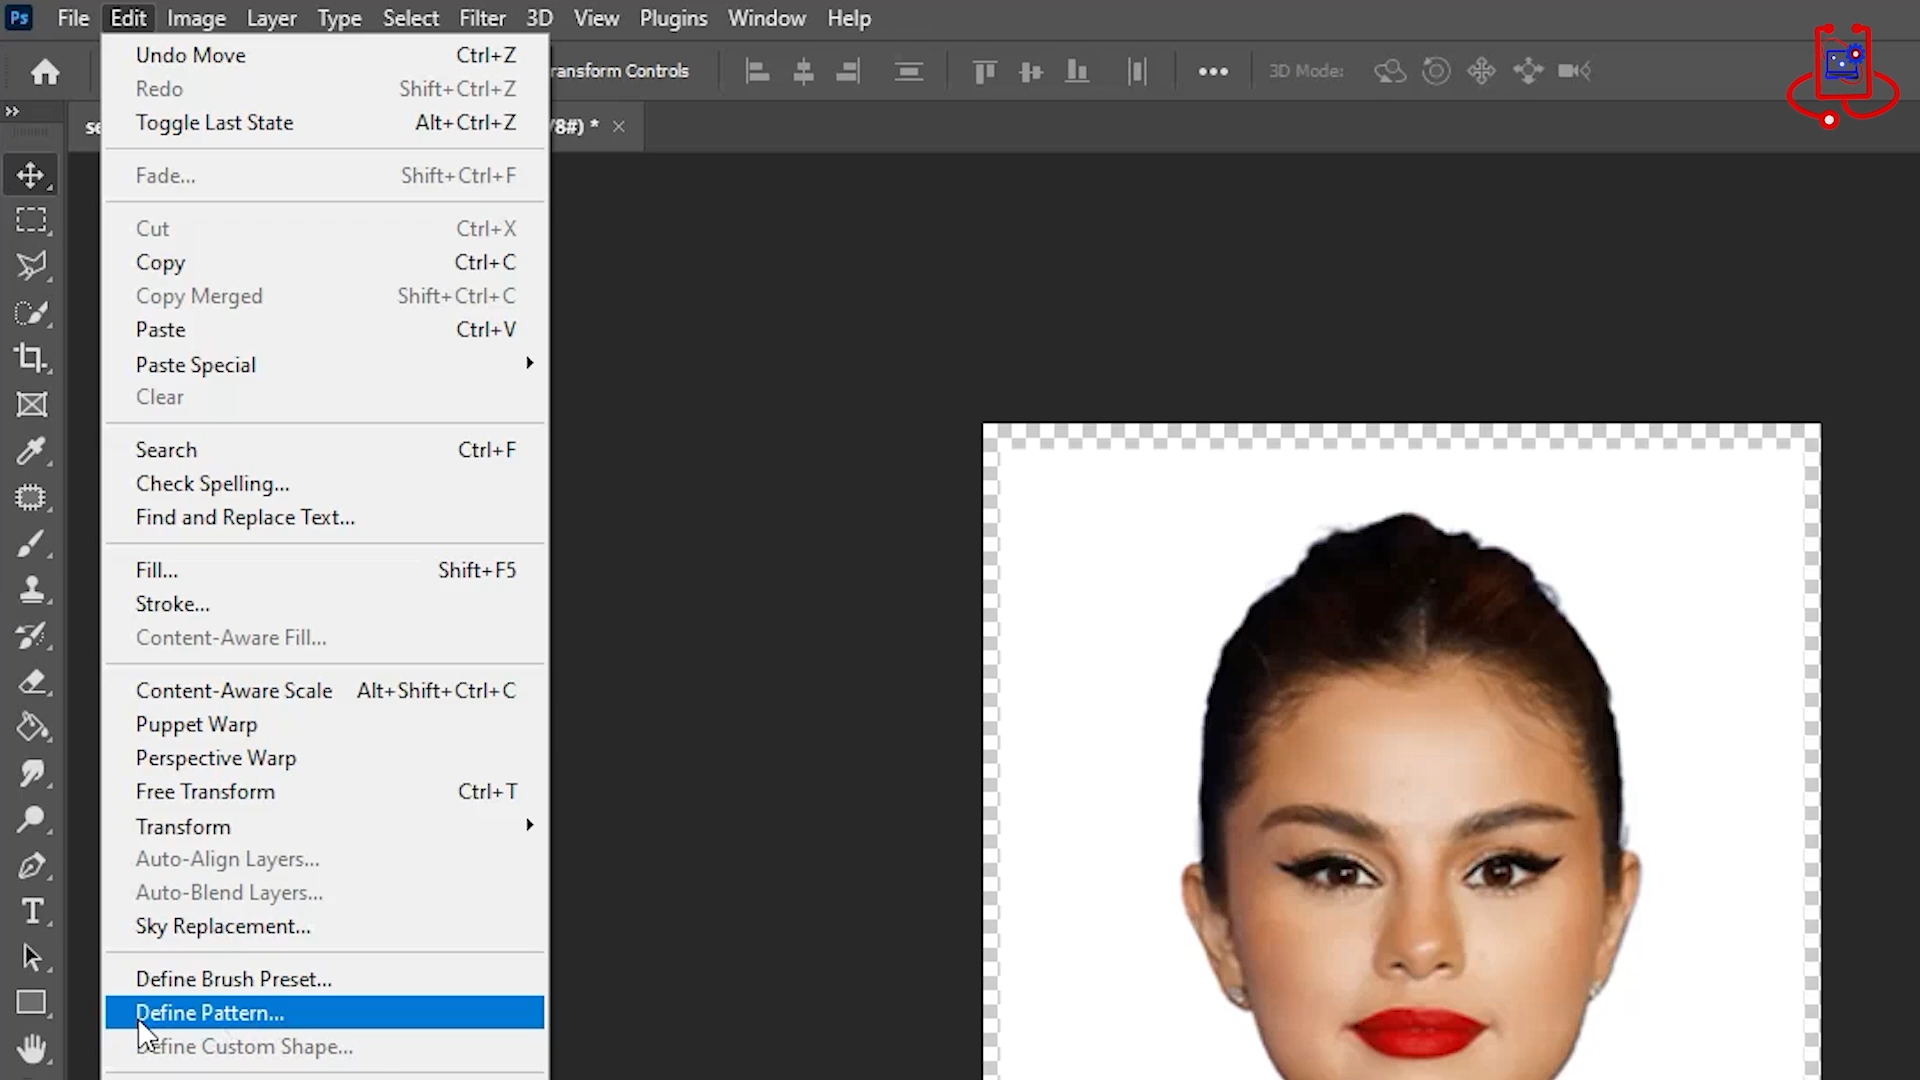 Ps File Edit Image Layer Type Select Filter 3D View Plugins Window Help
ransform Controls 3D Mode:
se /8#) *
Undo Move Ctrl+Z
Redo Shift+Ctrl+Z
Toggle Last State Alt+Ctrl+Z
Fade... Shift+Ctrl+F
Cut Ctrl+X
Copy Ctrl+C
Copy Merged Shift+Ctrl+C
Paste Ctrl+V
Paste Special
Clear
Search Ctrl+F
Check Spelling...
Find and Replace Text...
Fill... Shift+F5
Stroke...
Content-Aware Fill...
Content-Aware Scale Alt+Shift+Ctrl+C
Puppet Warp
Perspective Warp
Free Transform Ctrl+T
Transform
Auto-Align Layers...
Auto-Blend Layers...
Sky Replacement...
Define Brush Preset...
Define Pattern...
Define Custom Shape...